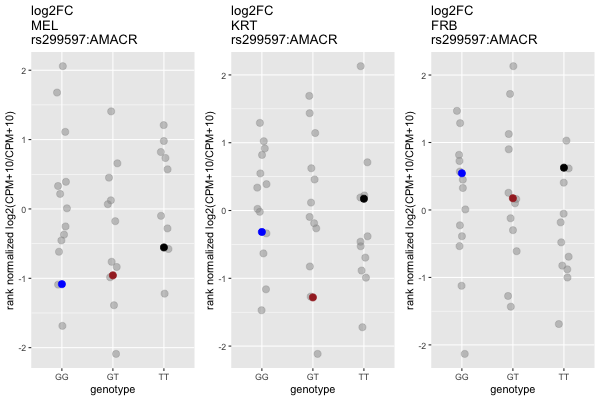 log2FC
MEL
rs299597:AMACR
rank normalized log2(CPM+10/CPM+10)
2
1
0
-1
-2
GG
GT
TT
genotype
log2FC
KRT
rs299597:AMACR
rank normalized log2(CPM+10/CPM+10)
2
1
0
-1
-2
GG
GT
TT
genotype
log2FC
FRB
rs299597:AMACR
rank normalized log2(CPM+10/CPM+10)
2
1
0
-1
-2
GG
GT
TT
genotype